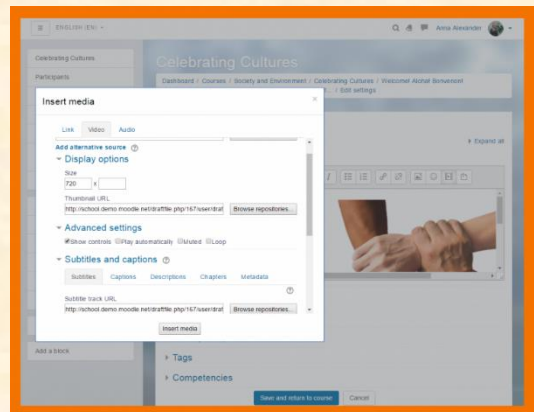 ENGLISH (EN)
Anna Alexander
Celebrating Cultures
Participants
Celebrating Cultures
Dashboard / Courses / Society and Environment / Celebrating Cultures / Welcome!
/ Edit settings
Expand all
Insert media
×
Link Video Audio
Add alternative source
Display options
Size
720 x
Thumbnail URL
http://school.demo.moodle.net/draftfile.php/167/user/draf Browse repositories...
Advanced settings
Show controls Play automatically Muted Loop
Subtitles and captions
Subtitles Captions Descriptions Chapters Metadata
Subtitle track URL
http://school.demo.moodle.net/draftfile.php/167/user/draf Browse repositories...
Insert media
Add a block
Tags
Competencies
Save and return to course Cancel